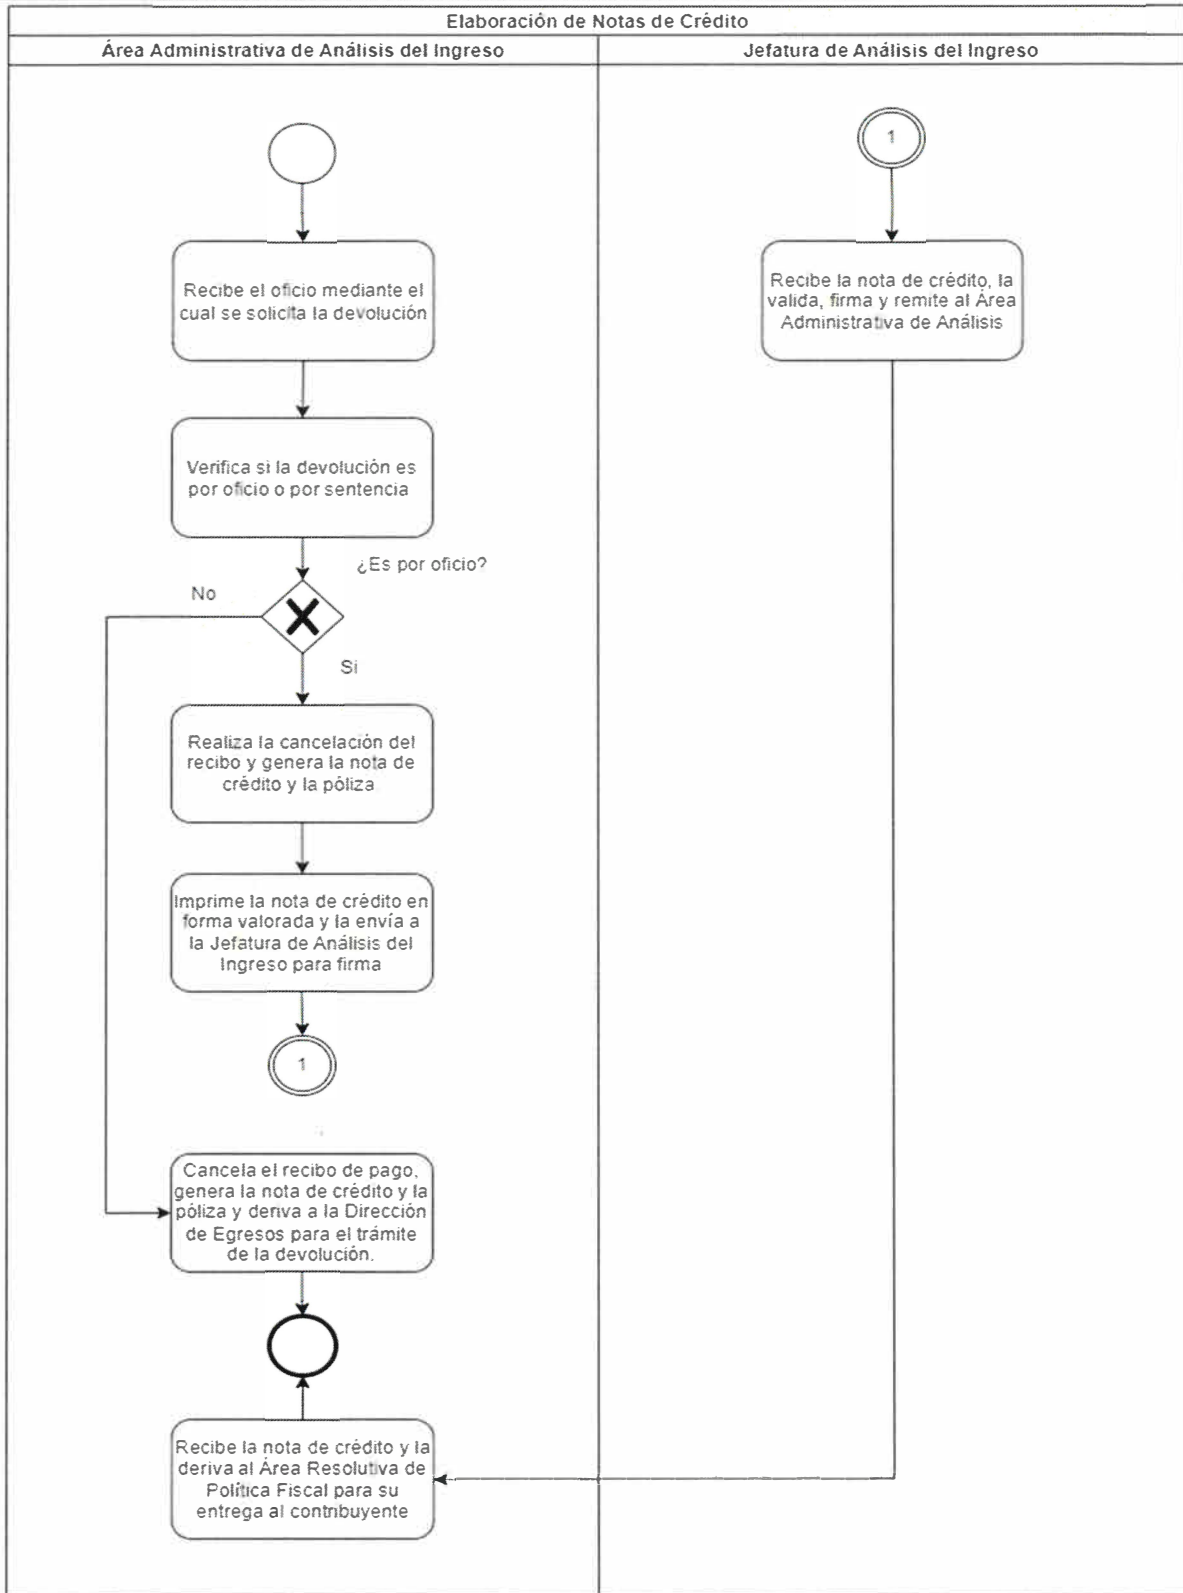 Elaboración de Notas de Crédito
Área Administrativa de Análisis del Ingreso
Jefatura de Análisis del Ingreso
Recibe el oficio mediante el
cual se solicita la devolución
Verifica si la devolución es
por oficio o por sentencia
¿Es por oficio?
No
Si
Realiza la cancelación del
recibo y genera la nota de
crédito y la póliza
Imprime la nota de crédito en
forma valorada y la envía a
la Jefatura de Análisis del
Ingreso para firma
1
Cancela el recibo de pago,
genera la nota de crédito y la
póliza y deriva a la Dirección
de Egresos para el trámite
de la devolución.
Recibe la nota de crédito y la
deriva al Área Resolutiva de
Política Fiscal para su
entrega al contribuyente
1
Recibe la nota de crédito, la
valida, firma y remite al Área
Administrativa de Análisis